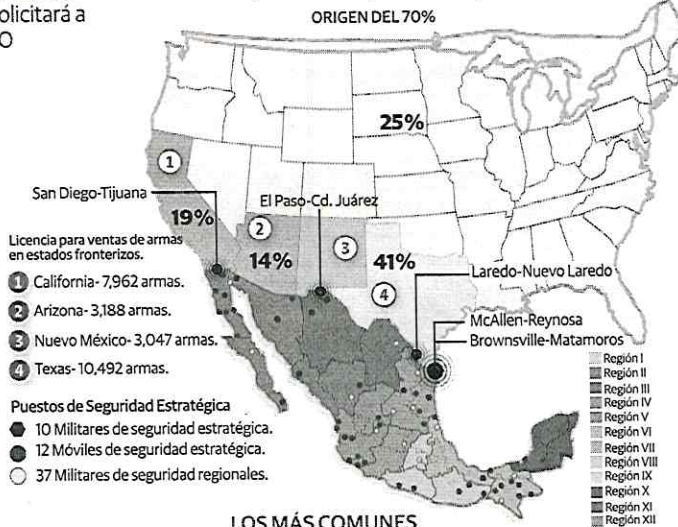 olicitará a
O
ORIGEN DEL 70%
25%
1
San Diego-Tijuana
El Paso-Cd. Juárez
19%
2
3
14%
41%
4
Licencia para ventas de armas
en estados fronterizos.
1 California- 7,962 armas.
2 Arizona- 3,188 armas.
3 Nuevo México- 3,047 armas.
4 Texas- 10,492 armas.
Laredo-Nuevo Laredo
McAllen-Reynosa
Brownsville-Matamoros
Puestos de Seguridad Estratégica
10 Militares de seguridad estratégica.
12 Móviles de seguridad estratégica.
37 Militares de seguridad regionales.
Región I
Región II
Región III
Región IV
Región V
Región VI
Región VII
Región VIII
Región IX
Región X
Región XI
Región XII
LOS MÁS COMUNES